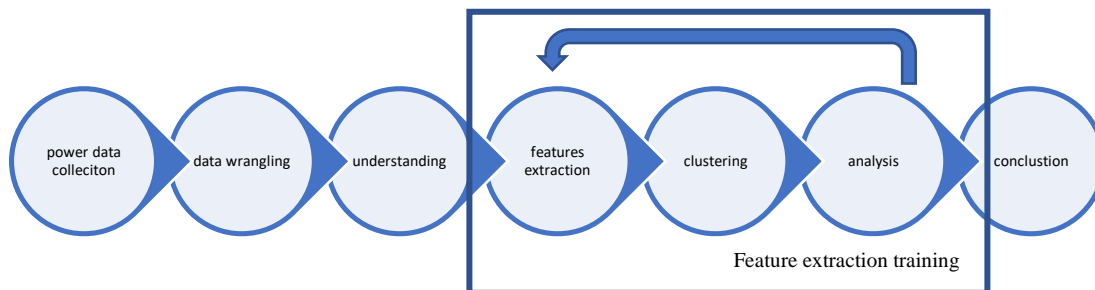 power data
colleciton
data wrangling
understanding
features
extraction
clustering
analysis
conclustion
Feature extraction training